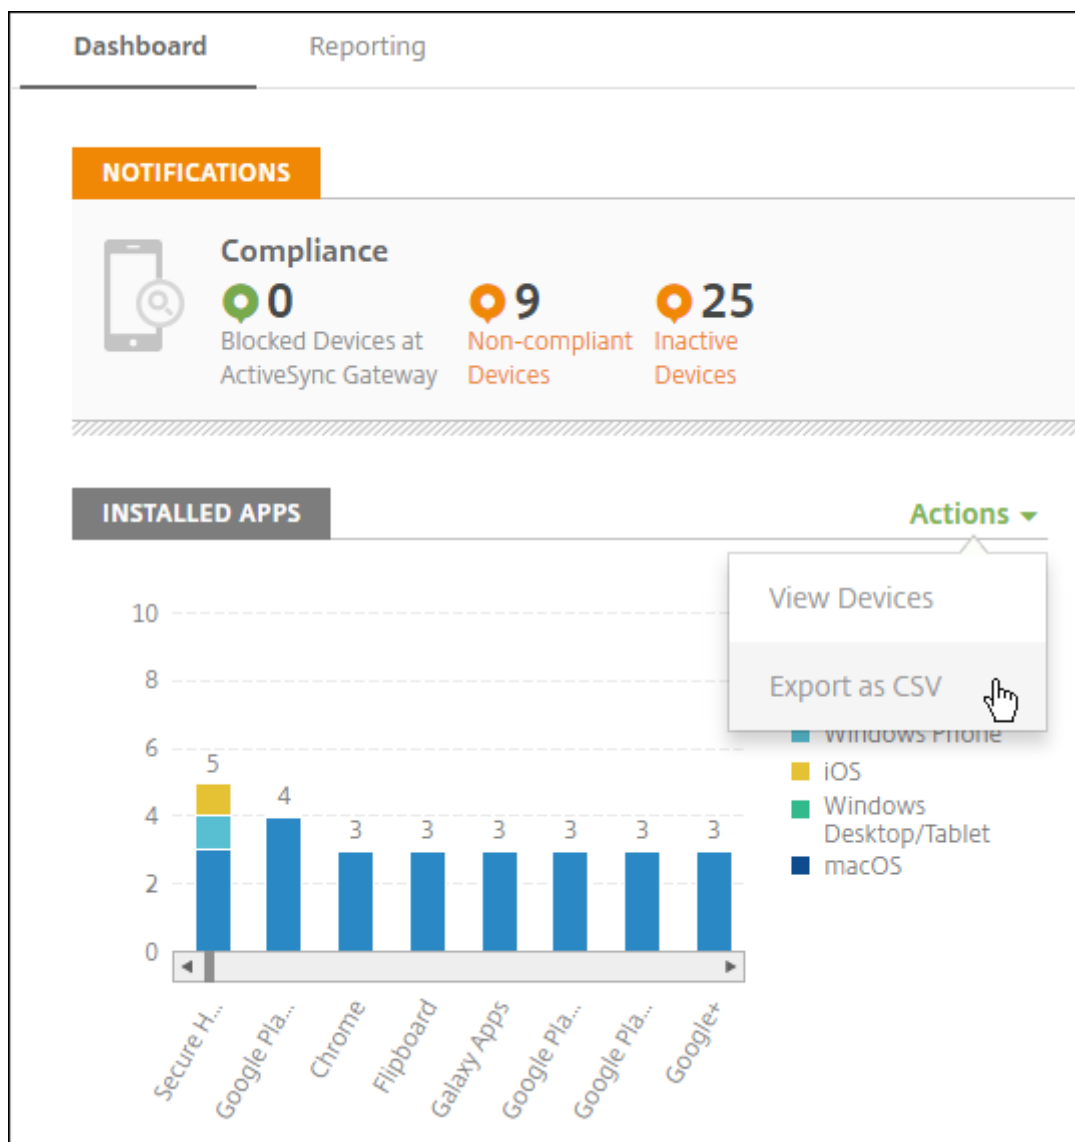 Dashboard
Reporting
NOTIFICATIONS
Compliance
0
Blocked Devices at
ActiveSync Gateway
9
Non-compliant
Devices
25
Inactive
Devices
INSTALLED APPS
Actions
View Devices
Export as CSV
Windows Phone
iOS
Windows
Desktop/Tablet
macOS
10
8
6
4
2
0
5
4
3
3
3
3
3
3
Secure H...
Google Pla...
Chrome
Flipboard
Galaxy Apps
Google Pla...
Google Pla...
Google+